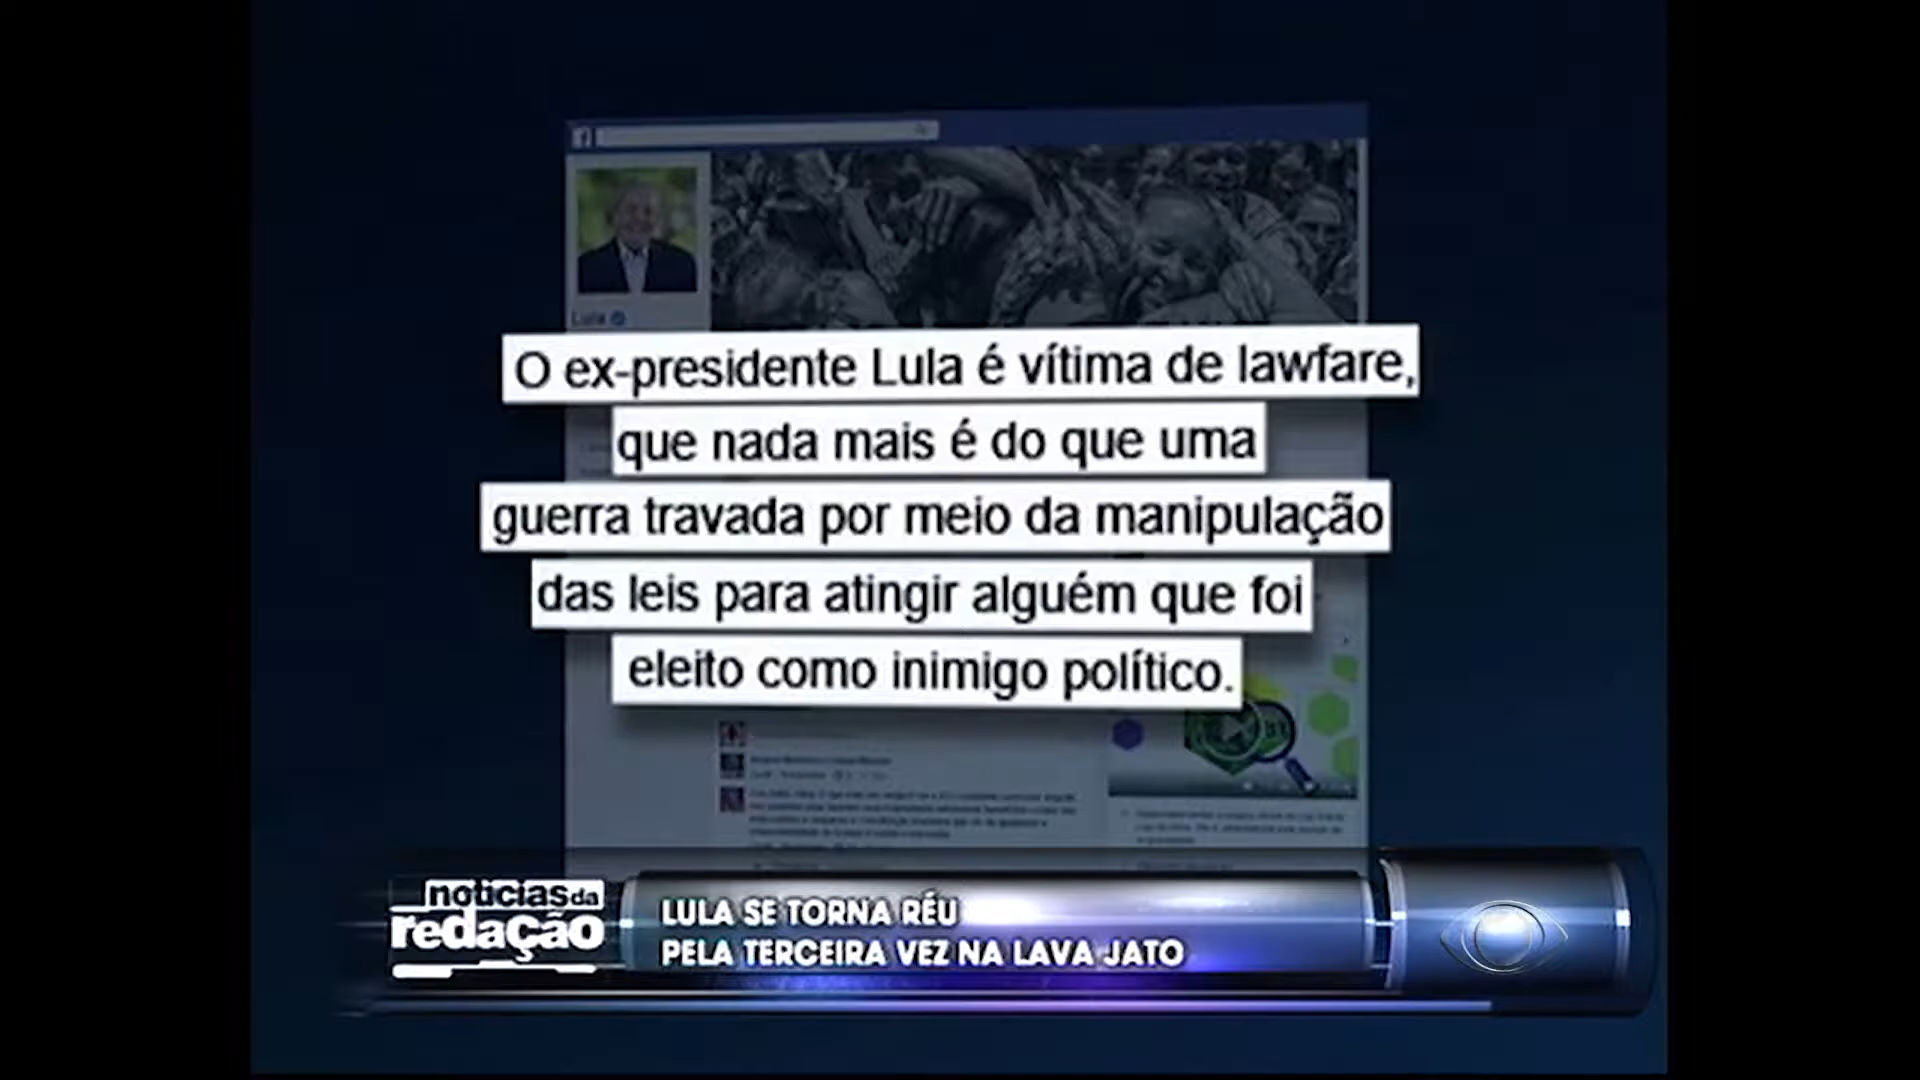 Lula
O ex-presidente Lula é vítima de lawfare,
que nada mais é do que uma
guerra travada por meio da manipulação
das leis para atingir alguém que foi
eleito como inimigo político.
notícias da
redação
LULA SE TORNA RÉU
PELA TERCEIRA VEZ NA LAVA JATO